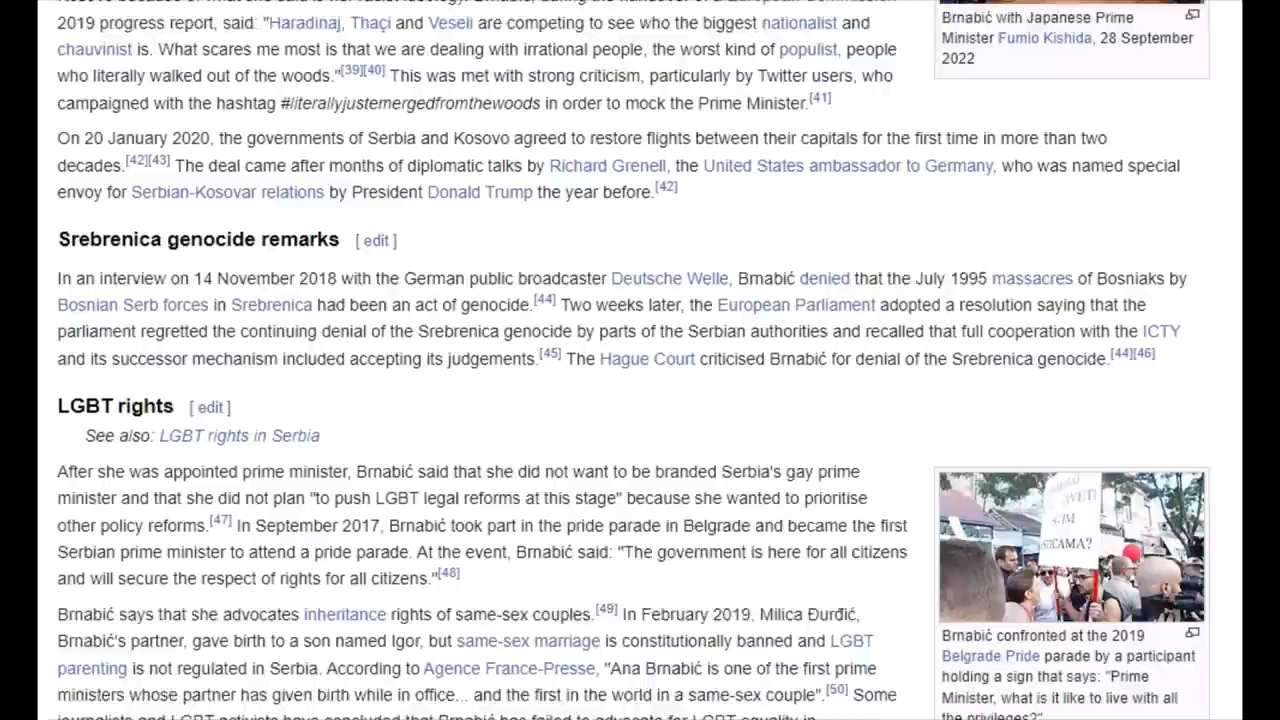 2019 progress report, said: "Haradinaj, Thaçi and Veseli are competing to see who the biggest nationalist and
chauvinist is. What scares me most is that we are dealing with irrational people, the worst kind of populist, people
who literally walked out of the woods."[39][40] This was met with strong criticism, particularly by Twitter users, who
campaigned with the hashtag #literallyjustemergedfromthewoods in order to mock the Prime Minister.[41]
Brnabić with Japanese Prime
Minister Fumio Kishida, 28 September
2022
On 20 January 2020, the governments of Serbia and Kosovo agreed to restore flights between their capitals for the first time in more than two
decades.[42][43] The deal came after months of diplomatic talks by Richard Grenell, the United States ambassador to Germany, who was named special
envoy for Serbian-Kosovar relations by President Donald Trump the year before.[42]
Srebrenica genocide remarks [ edit ]
In an interview on 14 November 2018 with the German public broadcaster Deutsche Welle, Brnabić denied that the July 1995 massacres of Bosniaks by
Bosnian Serb forces in Srebrenica had been an act of genocide.[44] Two weeks later, the European Parliament adopted a resolution saying that the
parliament regretted the continuing denial of the Srebrenica genocide by parts of the Serbian authorities and recalled that full cooperation with the ICTY
and its successor mechanism included accepting its judgements.[45] The Hague Court criticised Brnabić for denial of the Srebrenica genocide.[44][46]
LGBT rights [ edit ]
See also: LGBT rights in Serbia
After she was appointed prime minister, Brnabić said that she did not want to be branded Serbia's gay prime
minister and that she did not plan "to push LGBT legal reforms at this stage" because she wanted to prioritise
other policy reforms.[47] In September 2017, Brnabić took part in the pride parade in Belgrade and became the first
Serbian prime minister to attend a pride parade. At the event, Brnabić said: "The government is here for all citizens
and will secure the respect of rights for all citizens."[48]
Brnabić says that she advocates inheritance rights of same-sex couples.[49] In February 2019, Milica Đurđić,
Brnabić's partner, gave birth to a son named Igor, but same-sex marriage is constitutionally banned and LGBT
parenting is not regulated in Serbia. According to Agence France-Presse, "Ana Brnabić is one of the first prime
ministers whose partner has given birth while in office... and the first in the world in a same-sex couple".[50] Some
journalists and LGBT activists have concluded that Brnabić has failed to advocate for LGBT equality in
Brnabić confronted at the 2019
Belgrade Pride parade by a participant
holding a sign that says: "Prime
Minister, what is it like to live with all
the privileges?"